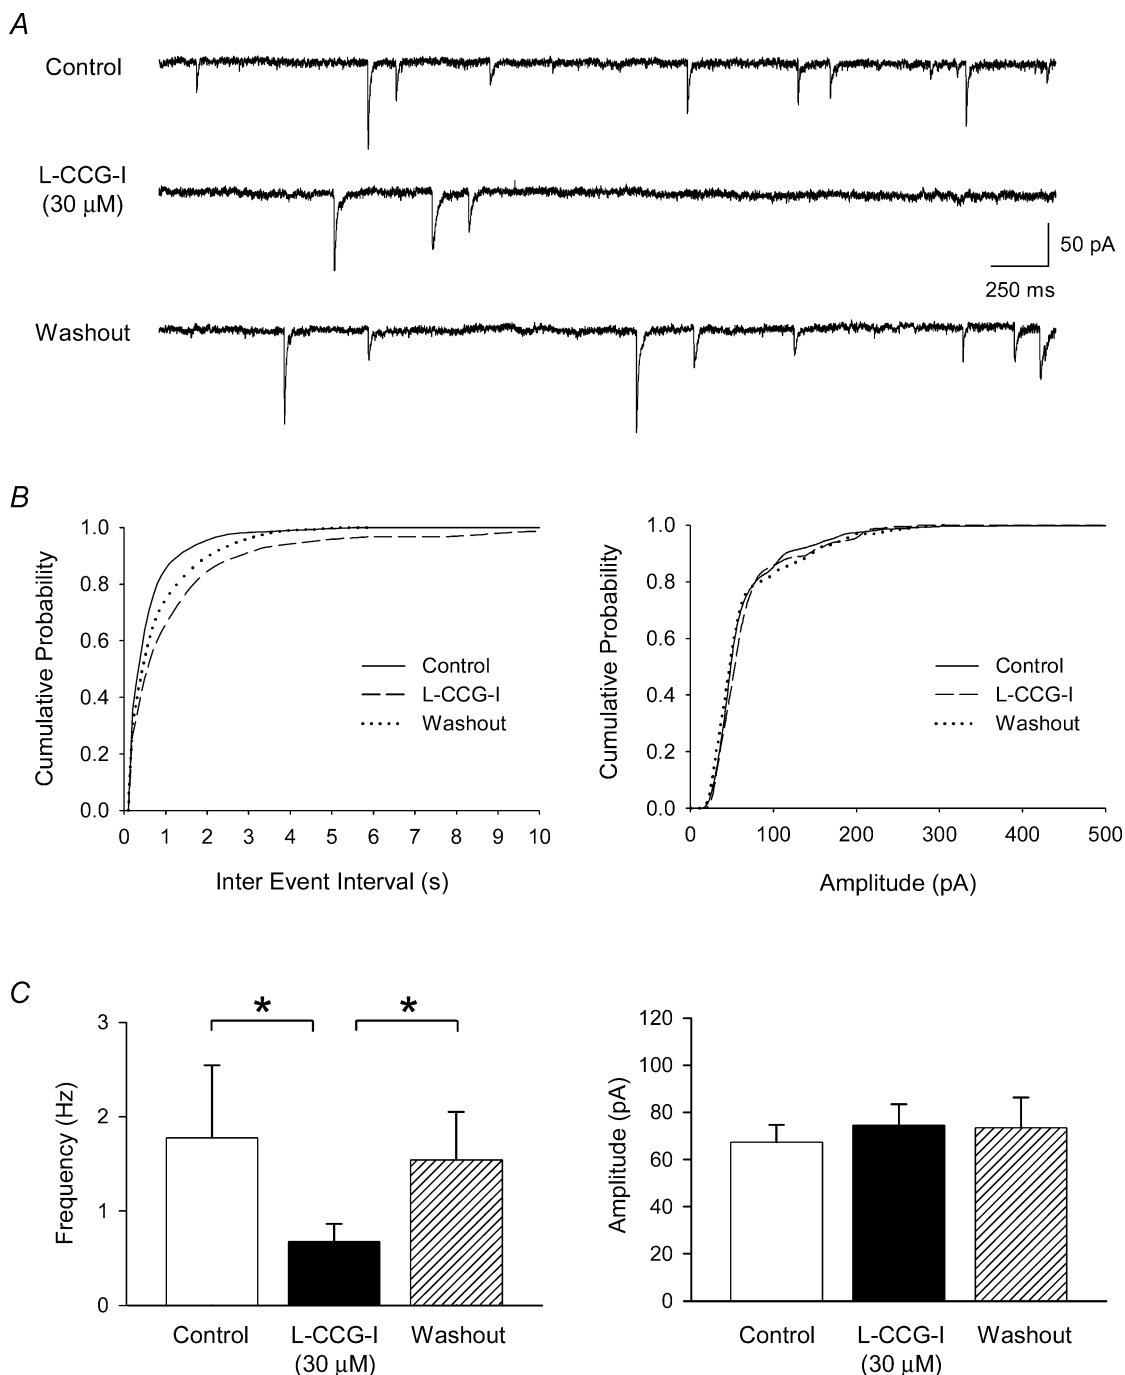 A
Control
L-CCG-I
(30 μM)
50 pA
250 ms
Washout
B
Cumulative Probability
1.0
0.8
0.6
0.4
0.2
0.0
0 1 2 3 4 5 6 7 8 9 10
Inter Event Interval (s)
Control
L-CCG-I
Washout
Cumulative Probability
1.0
0.8
0.6
0.4
0.2
0.0
0 100 200 300 400 500
Amplitude (pA)
Control
L-CCG-I
Washout
C
* *
Frequency (Hz)
3
2
1
0
Control L-CCG-I Washout
(30 μM)
Amplitude (pA)
120
100
80
60
40
20
0
Control L-CCG-I Washout
(30 μM)